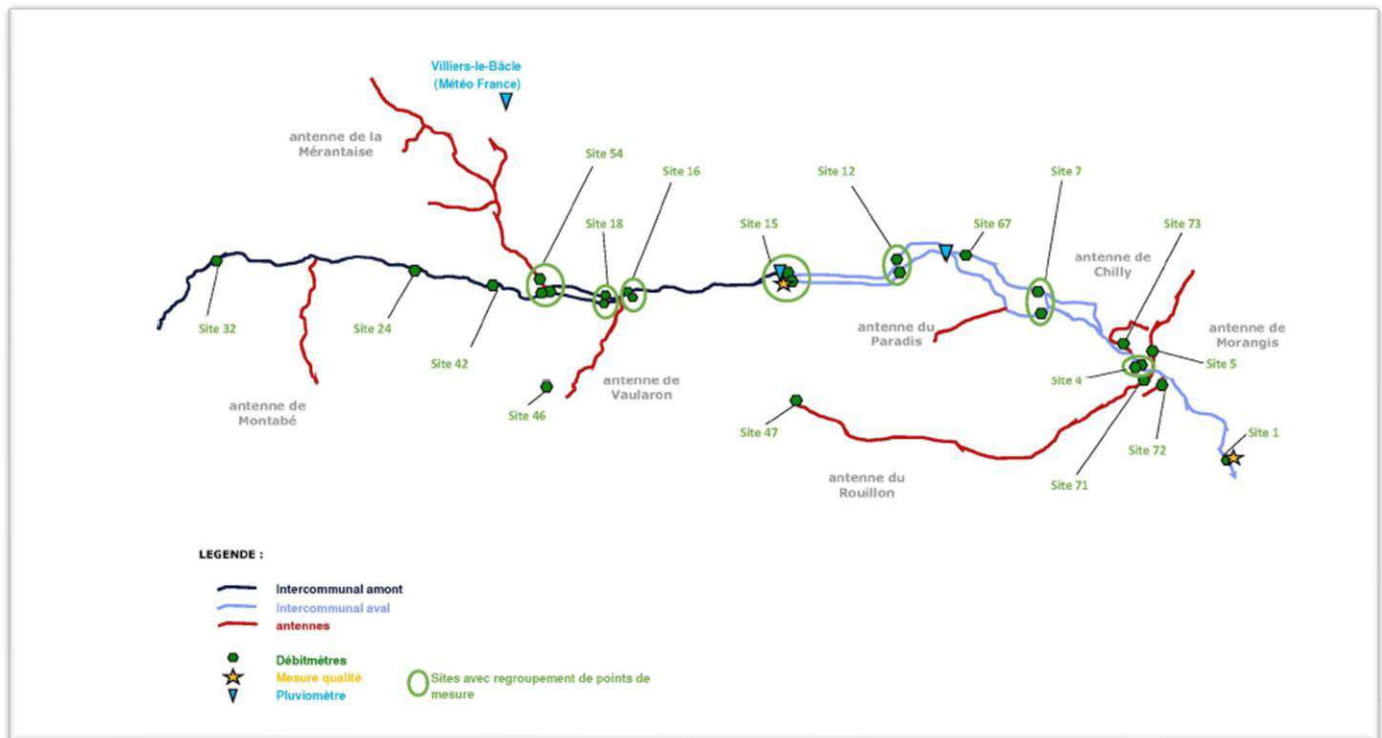 Villiers-le-Bâcle
(Météo France)
antenne de la
Mérantaise
Site 54
Site 16
Site 12
Site 7
Site 18
Site 15
Site 67
Site 73
antenne de
Chilly
Site 32
Site 24
Site 42
antenne du
Paradis
antenne de
Morangis
Site 5
Site 4
antenne de
Vaularon
antenne de
Montabé
Site 46
Site 47
Site 1
Site 72
Site 71
antenne du
Rouillon
LEGENDE :
Intercommunal amont
Intercommunal aval
antennes
Débitmètres
Mesure qualité
Pluviomètre
Sites avec regroupement de points de
mesure